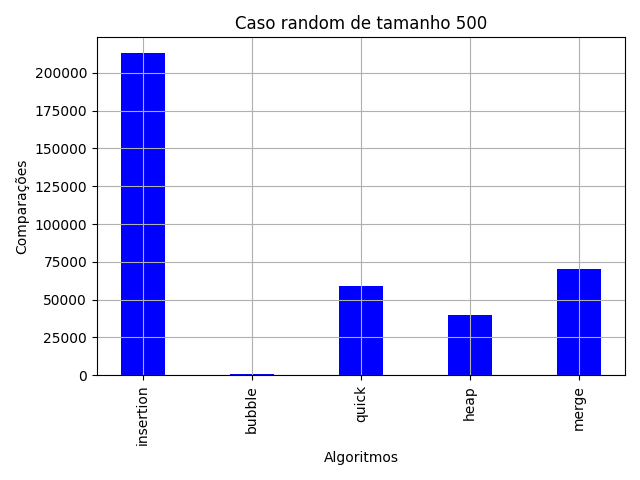 Caso random de tamanho 500
Comparações
200000
175000
150000
125000
100000
75000
50000
25000
0
insertion
bubble
quick
heap
merge
Algoritmos